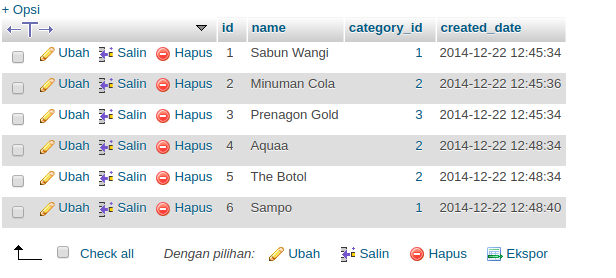 + Opsi
id name category_id created_date
Ubah Salin Hapus 1 Sabun Wangi 1 2014-12-22 12:45:34
Ubah Salin Hapus 2 Minuman Cola 2 2014-12-22 12:45:36
Ubah Salin Hapus 3 Prenagon Gold 3 2014-12-22 12:45:34
Ubah Salin Hapus 4 Aquaa 2 2014-12-22 12:48:34
Ubah Salin Hapus 5 The Botol 2 2014-12-22 12:48:34
Ubah Salin Hapus 6 Sampo 1 2014-12-22 12:48:40
Check all Dengan pilihan: Ubah Salin Hapus Ekspor